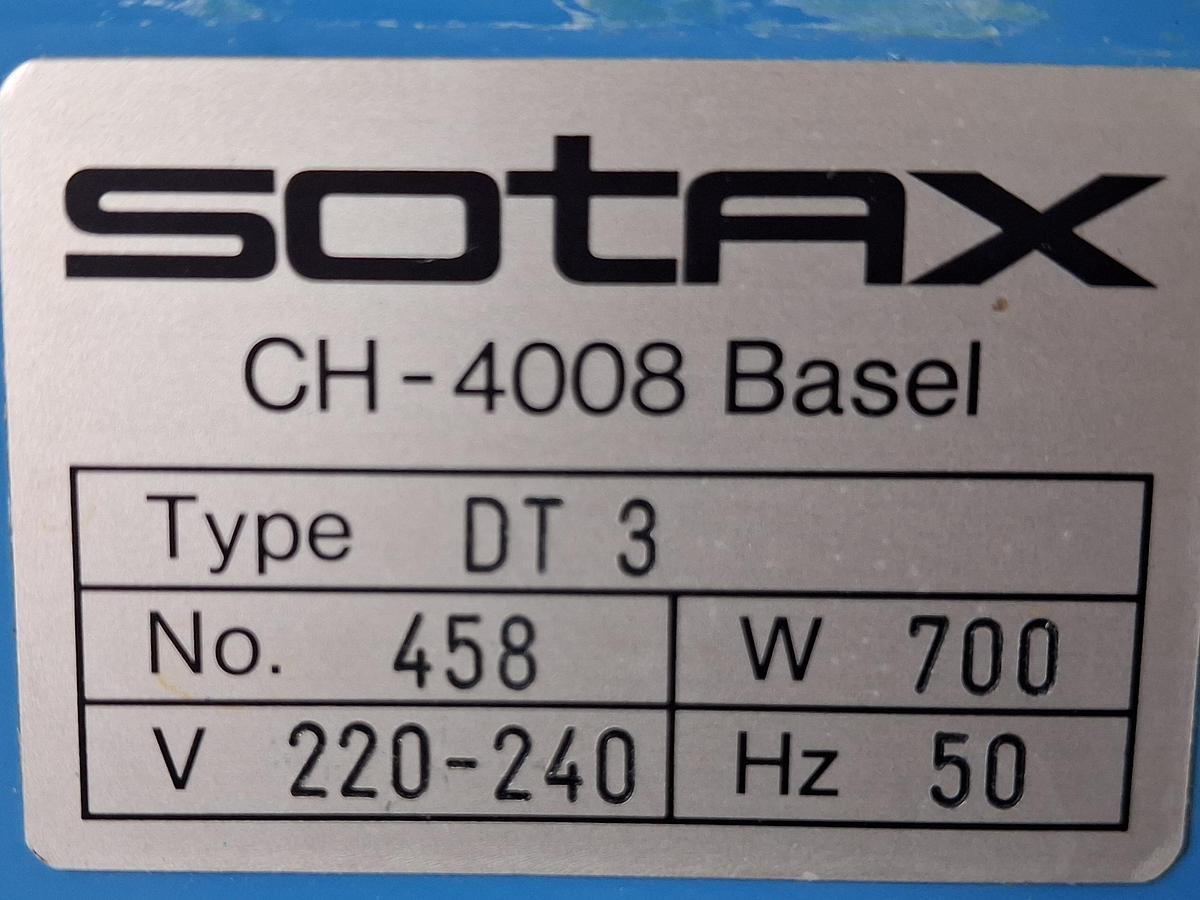 sotax
CH-4008 Basel
Type DT 3
No. 458 W 700
V 220-240 Hz 50